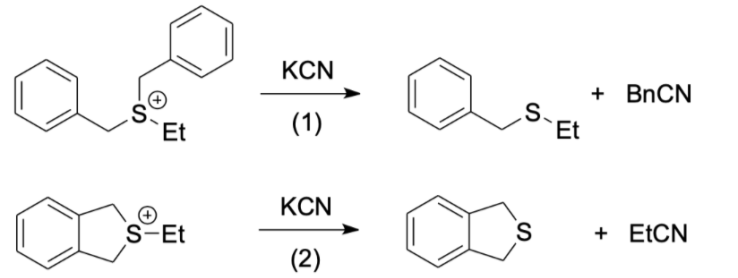 KCN
S⊕ Et (1) S Et + BnCN
KCN
S⊕ Et (2) S + EtCN